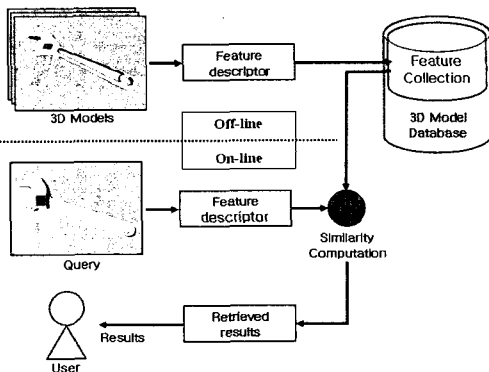 Feature
descriptor
Feature
Collection
3D Models
3D Model
Database
Off-line
On-line
Feature
descriptor
Similarity
Computation
Query
Retrieved
results
Results
User